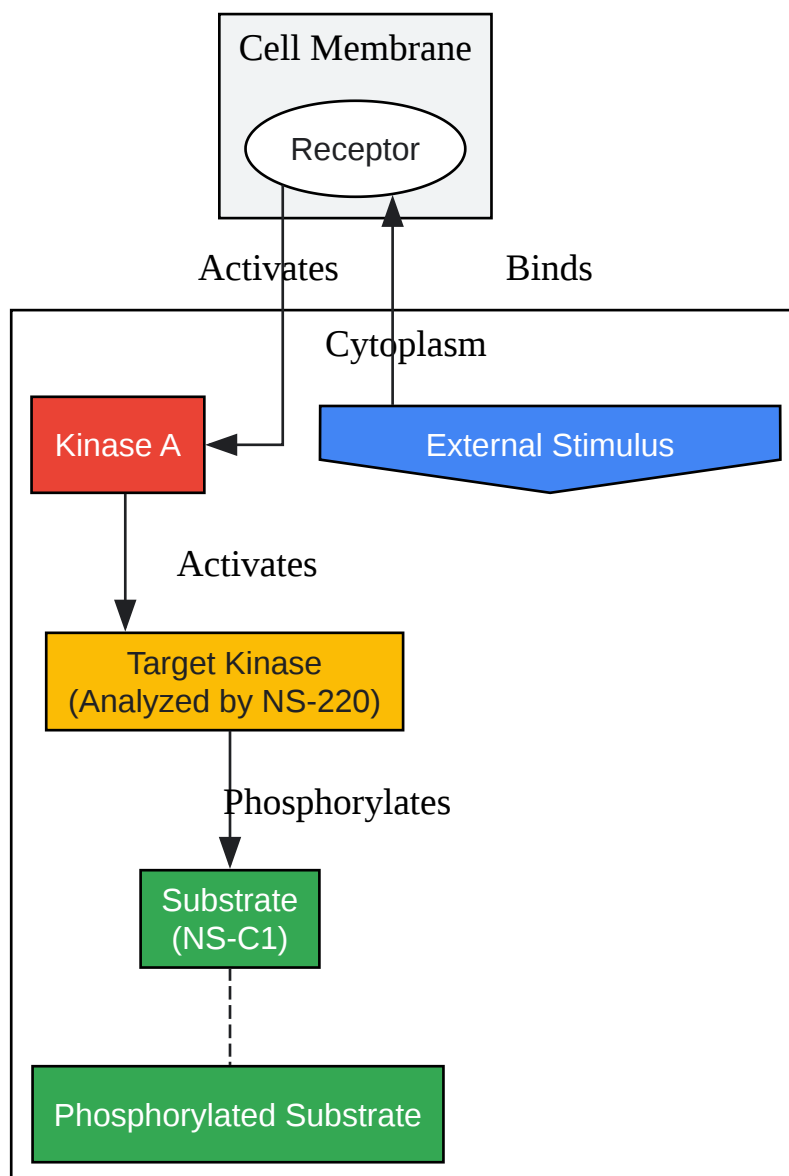 Cell Membrane
Receptor
Activates
Binds
Cytoplasm
Kinase A
External Stimulus
Activates
Target Kinase
(Analyzed by NS-220)
Phosphorylates
Substrate
(NS-C1)
Phosphorylated Substrate